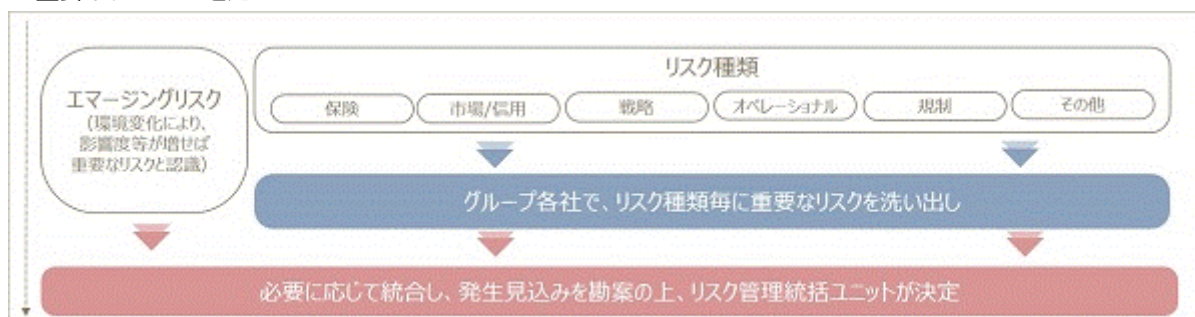 リスク種類
エマージングリスク
(環境変化により、
影響度等が増せば
重要なリスクと認識)
保険
市場/信用
戦略
オペレーショナル
規制
その他
グループ各社で、リスク種類毎に重要なリスクを洗い出し
必要に応じて統合し、発生見込みを勘案の上、リスク管理統括ユニットが決定